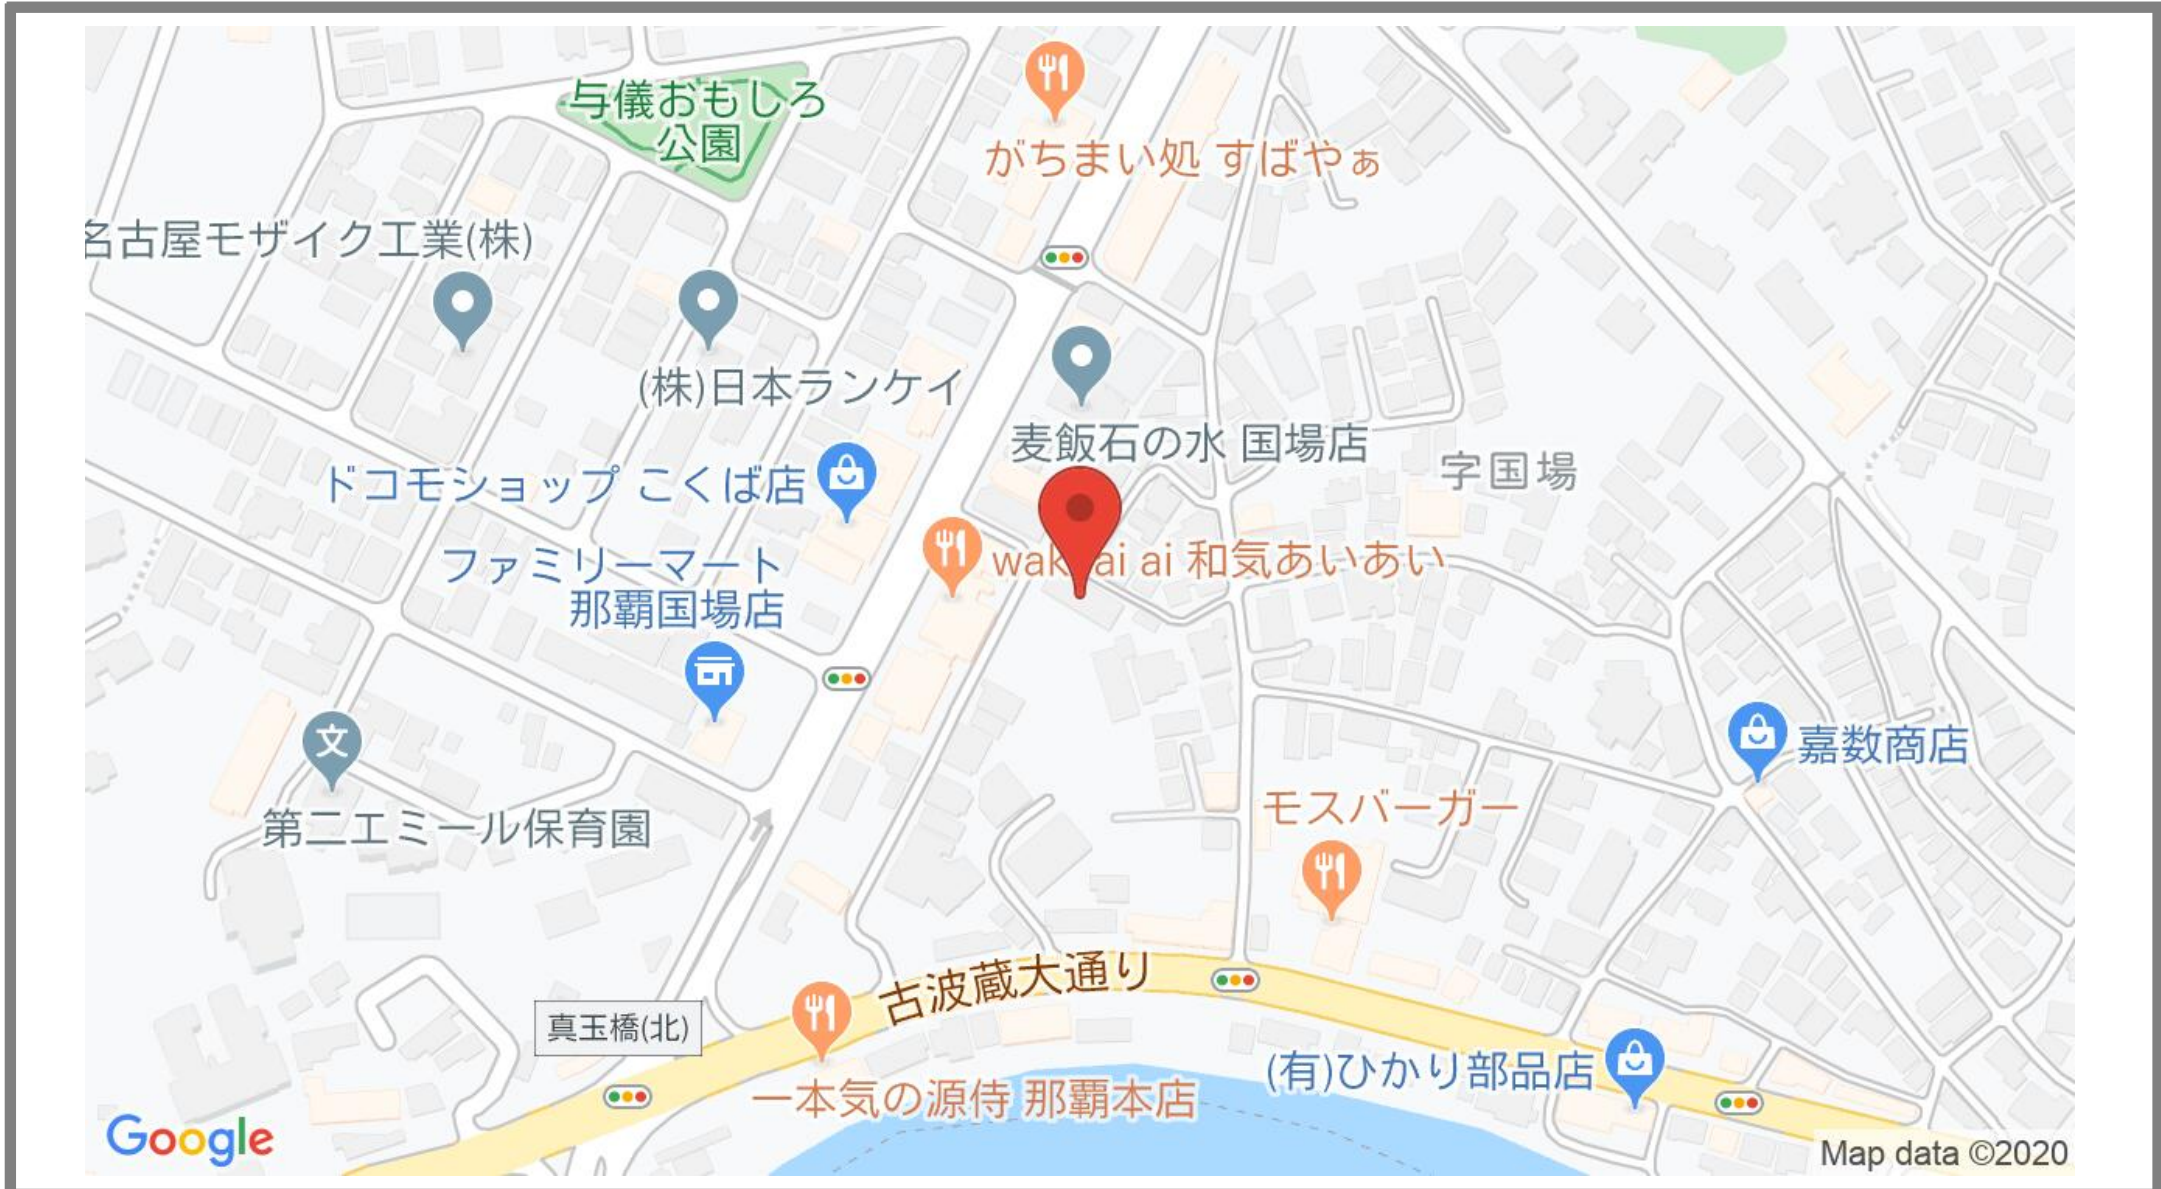 与儀おもしろ
公園
がちまい処 すばやぁ
名古屋モザイク工業(株)
(株)日本ランケイ
麦飯石の水 国場店
字国場
ドコモショップ こくば店
ファミリーマート
那覇国場店
ai ai 和気あいあい
嘉数商店
モスバーガー
第二エミール保育園
古波蔵大通り
真玉橋(北)
一本気の源侍 那覇本店
(有)ひかり部品店
文
Google
Map data ©2020